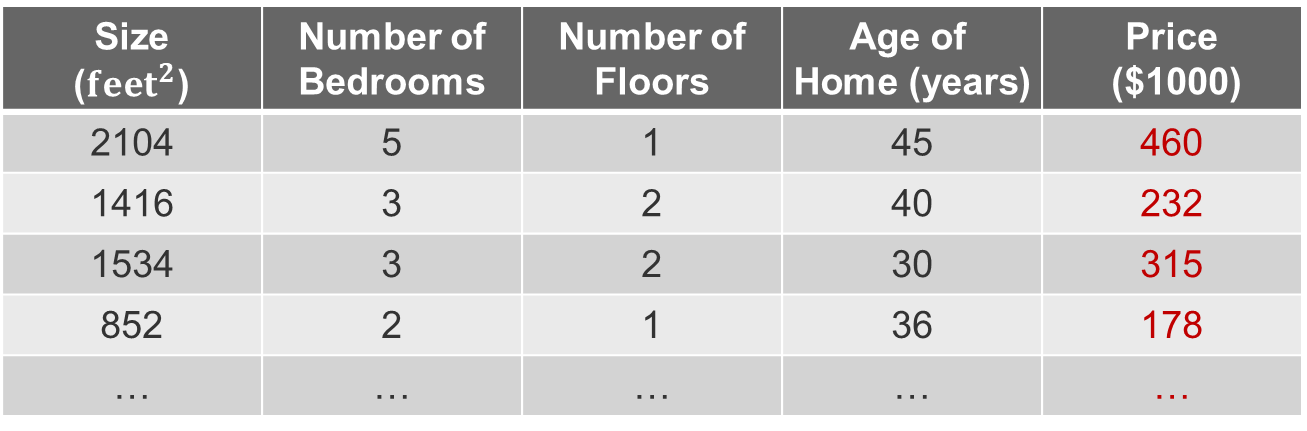 Size (feet²) Number of Bedrooms Number of Floors Age of Home (years) Price ($1000)
2104 5 1 45 460
1416 3 2 40 232
1534 3 2 30 315
852 2 1 36 178
… … … … …